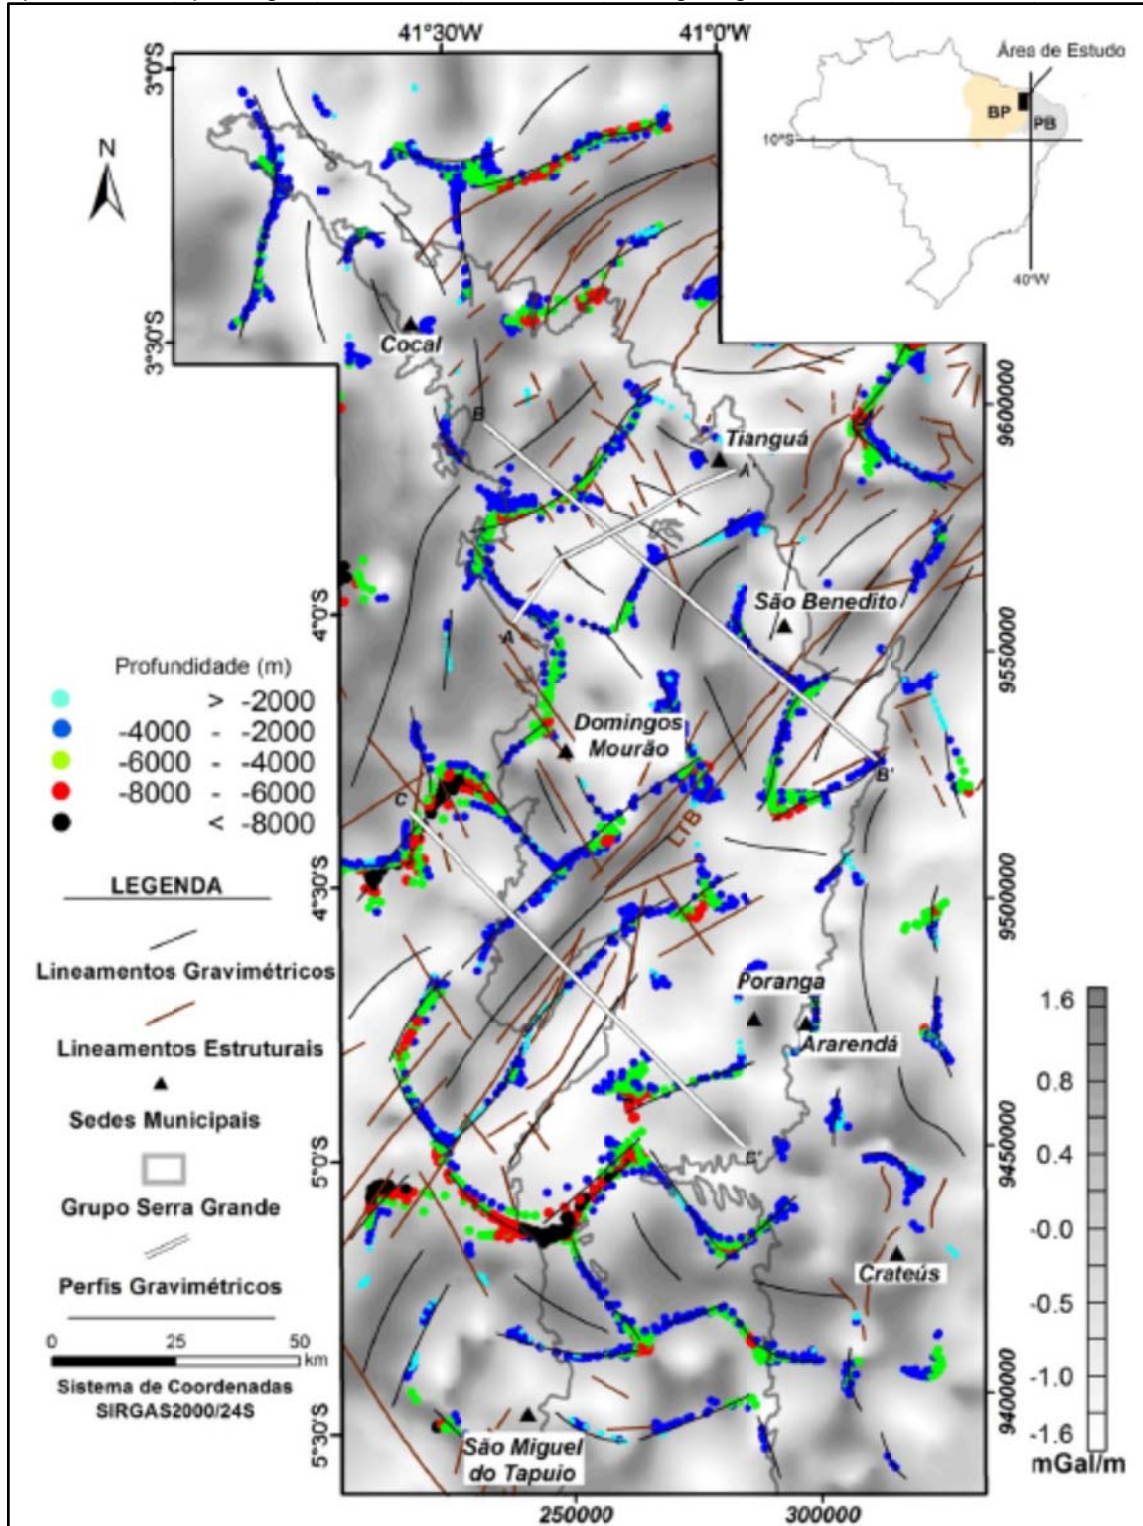 41°30'W
41°0'W
3°0'S
Área de Estudo
BP
PB
10°S
40°W
N
Cocal
3°30'S
B
Tianguá
A'
9600000
A
São Benedito
4°0'S
9550000
Profundidade (m)
> -2000
-4000 - -2000
-6000 - -4000
-8000 - -6000
< -8000
Domingos
Mourão
B'
C
LTB
4°30'S
9500000
LEGENDA
Lineamentos Gravimétricos
Lineamentos Estruturais
Sedes Municipais
Grupo Serra Grande
Perfis Gravimétricos
0 25 50
km
Sistema de Coordenadas
SIRGAS2000/24S
Poranga
Ararendá
C'
5°0'S
9450000
Crateús
9400000
5°30'S
São Miguel
do Tapuio
250000
300000
1.6
0.8
0.4
-0.0
-0.5
-1.0
-1.6
mGal/m